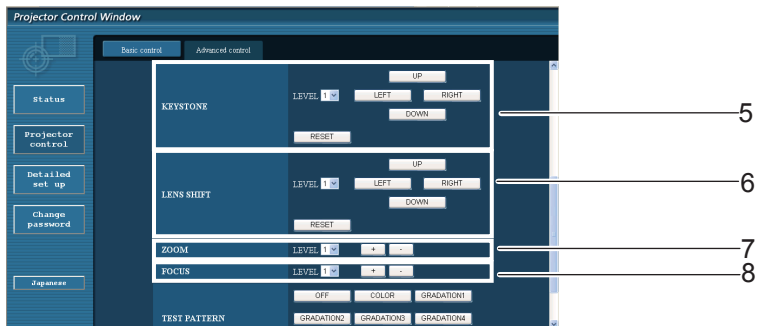 Projector Control Window
Basic control
Advanced control
Status
Projector
control
Detailed
set up
Change
password
Japanese
KEYSTONE
LEVEL 1
UP
LEFT RIGHT
DOWN
RESET
5
LENS SHIFT
LEVEL 1
UP
LEFT RIGHT
DOWN
RESET
6
ZOOM LEVEL 1 + -
7
FOCUS LEVEL 1 + -
8
TEST PATTERN
OFF COLOR GRADATION1
GRADATION2 GRADATION3 GRADATION4